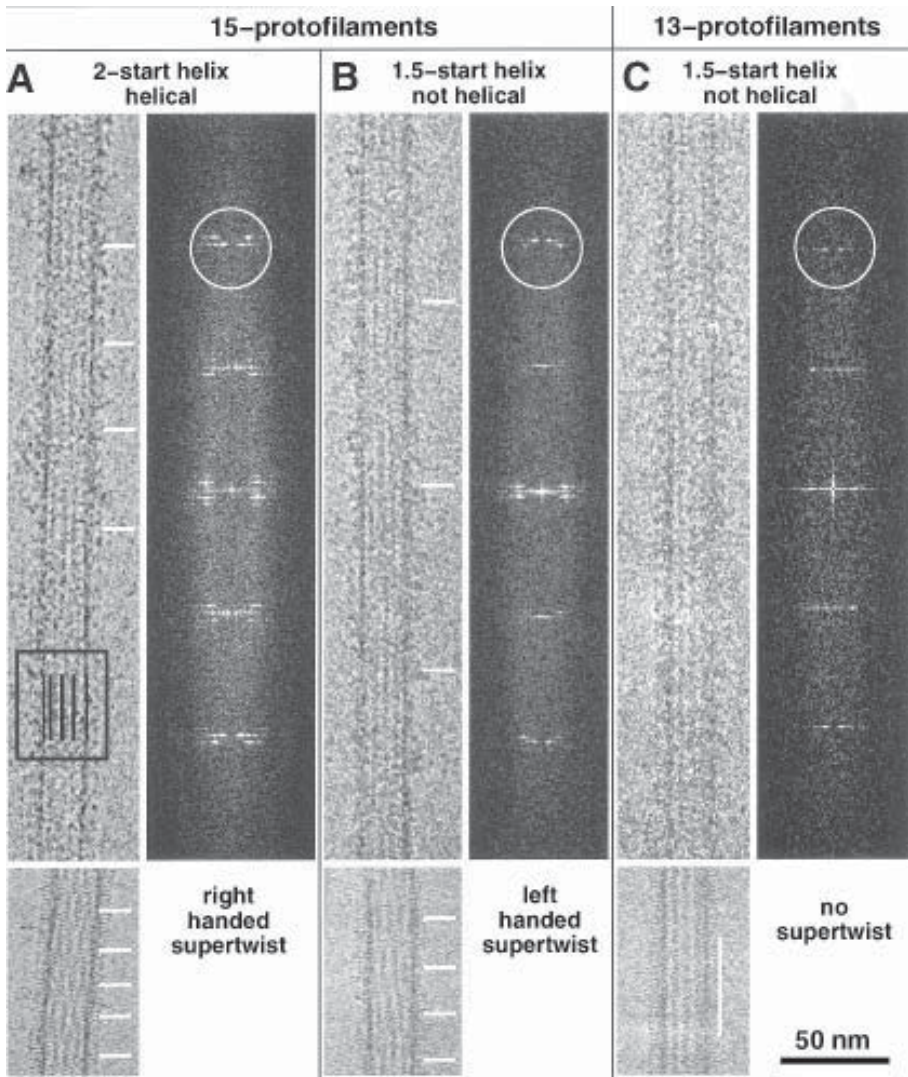 15–protofilaments
13–protofilaments
A
2–start helix
helical
B
1.5–start helix
not helical
C
1.5–start helix
not helical
right
handed
supertwist
left
handed
supertwist
no
supertwist
50 nm